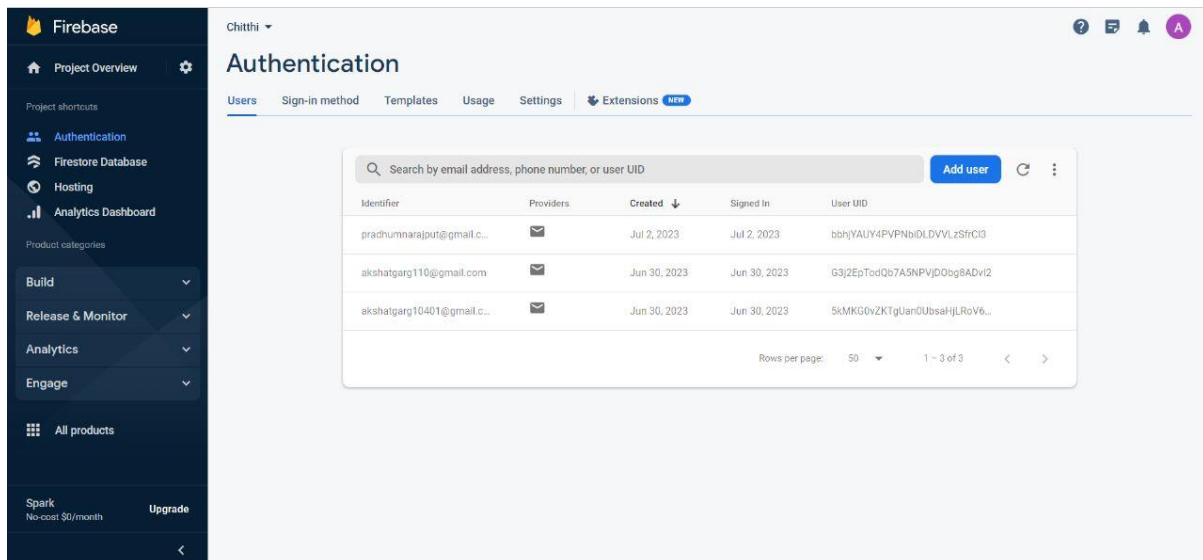 Firebase
Project Overview
Project shortcuts
Authentication
Firestore Database
Hosting
Analytics Dashboard
Product categories
Build
Release & Monitor
Analytics
Engage
All products
Spark
No-cost $0/month
Upgrade
Chitthi
A
Authentication
Users Sign-in method Templates Usage Settings Extensions NEW
Search by email address, phone number, or user UID
Add user
Identifier Providers Created Signed In User UID
pradhumnarajput@gmail.c... Jul 2, 2023 Jul 2, 2023
akshatgarg110@gmail.com Jun 30, 2023 Jun 30, 2023
akshatgarg10401@gmail.c... Jun 30, 2023 Jun 30, 2023
Rows per page: 50 1 – 3 of 3